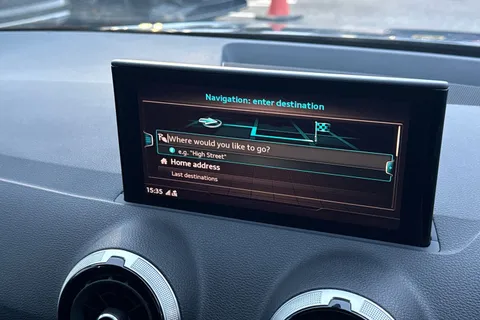 Navigation: enter destination
Where would you like to go?
e.g. "High Street"
Home address
Last destinations
15:35